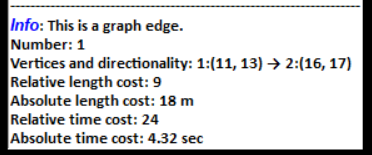 Info: This is a graph edge.
Number: 1
Vertices and directionality: 1:(11, 13) → 2:(16, 17)
Relative length cost: 9
Absolute length cost: 18 m
Relative time cost: 24
Absolute time cost: 4.32 sec